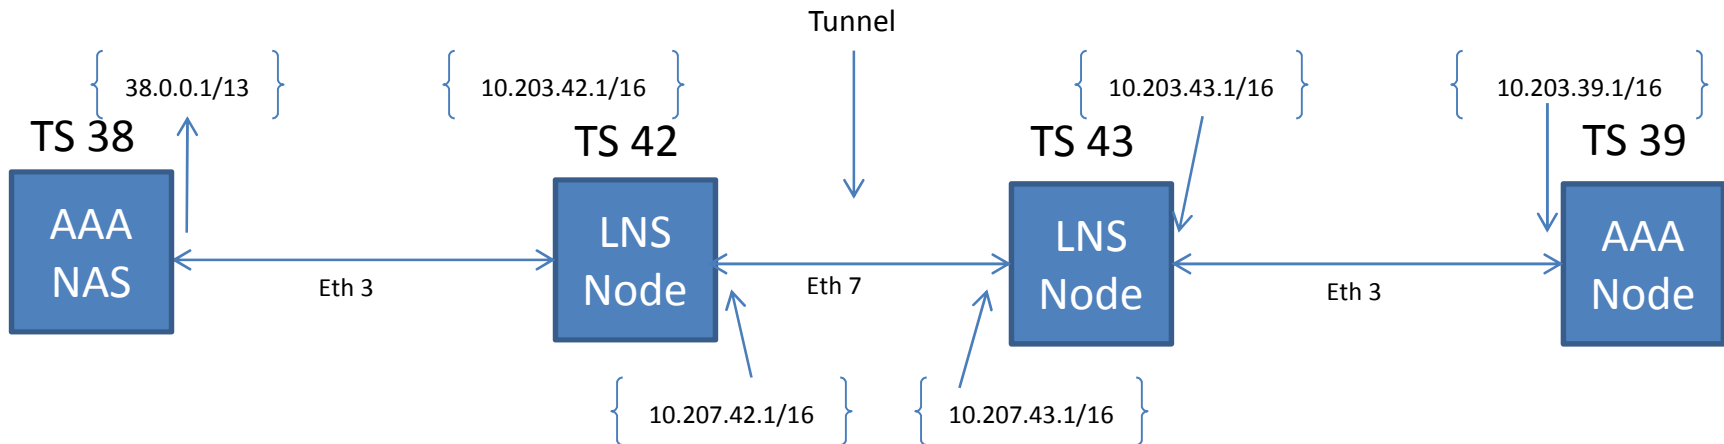 Tunnel
38.0.0.1/13
10.203.42.1/16
10.203.43.1/16
10.203.39.1/16
TS 38
TS 42
TS 43
TS 39
AAA
NAS
LNS
Node
LNS
Node
AAA
Node
Eth 3
Eth 7
Eth 3
10.207.42.1/16
10.207.43.1/16